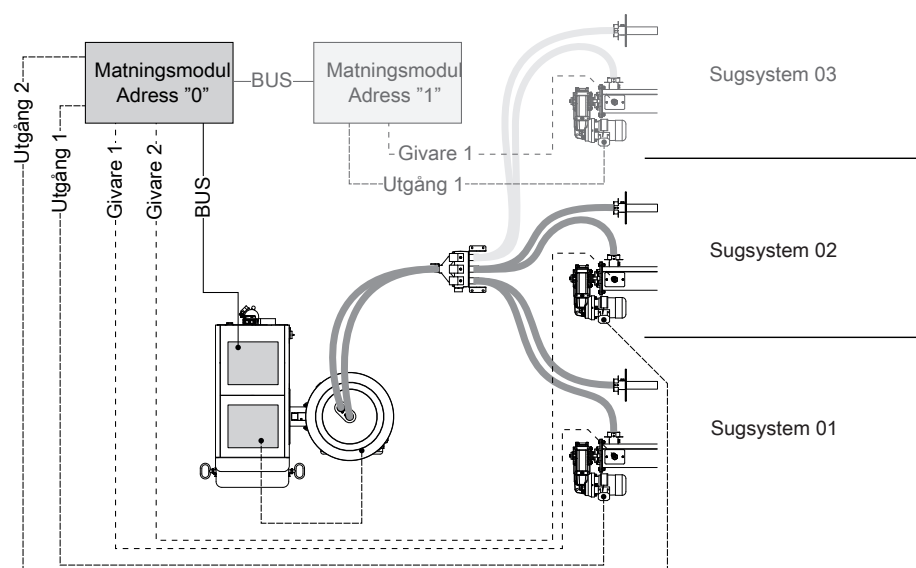 Matningsmodul
Adress ”0”
BUS
Matningsmodul
Adress ”1”
Sugsystem 03
Utgång 2
Utgång 1
Givare 1
Givare 2
BUS
Givare 1
Utgång 1
Sugsystem 02
Sugsystem 01